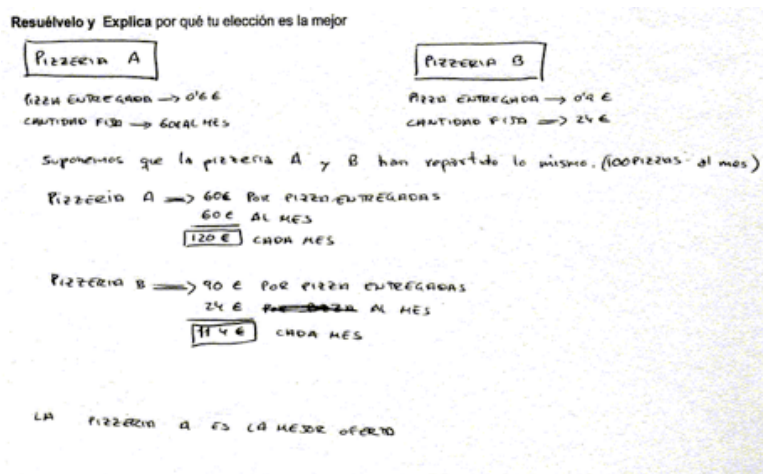 Resuélvelo y Explica por qué tu elección es la mejor
PIZZERIA A
PIZZERIA B
PIZZA ENTREGADA → 0'6 €
PIZZA ENTREGADA → 0'9 €
CANTIDAD FIJA → 60€ AL MES
CANTIDAD FIJA → 24 €
Suponemos que la pizzeria A y B han repartido lo mismo. (100 PIZZAS al mes)
PIZZERIA A → 60€ POR PIZZA ENTREGADAS
60 € AL MES
120 € CADA MES
PIZZERIA B → 90 € POR PIZZA ENTREGADAS
24 € AL MES
114 € CADA MES
LA PIZZERIA A ES LA MEJOR OFERTA